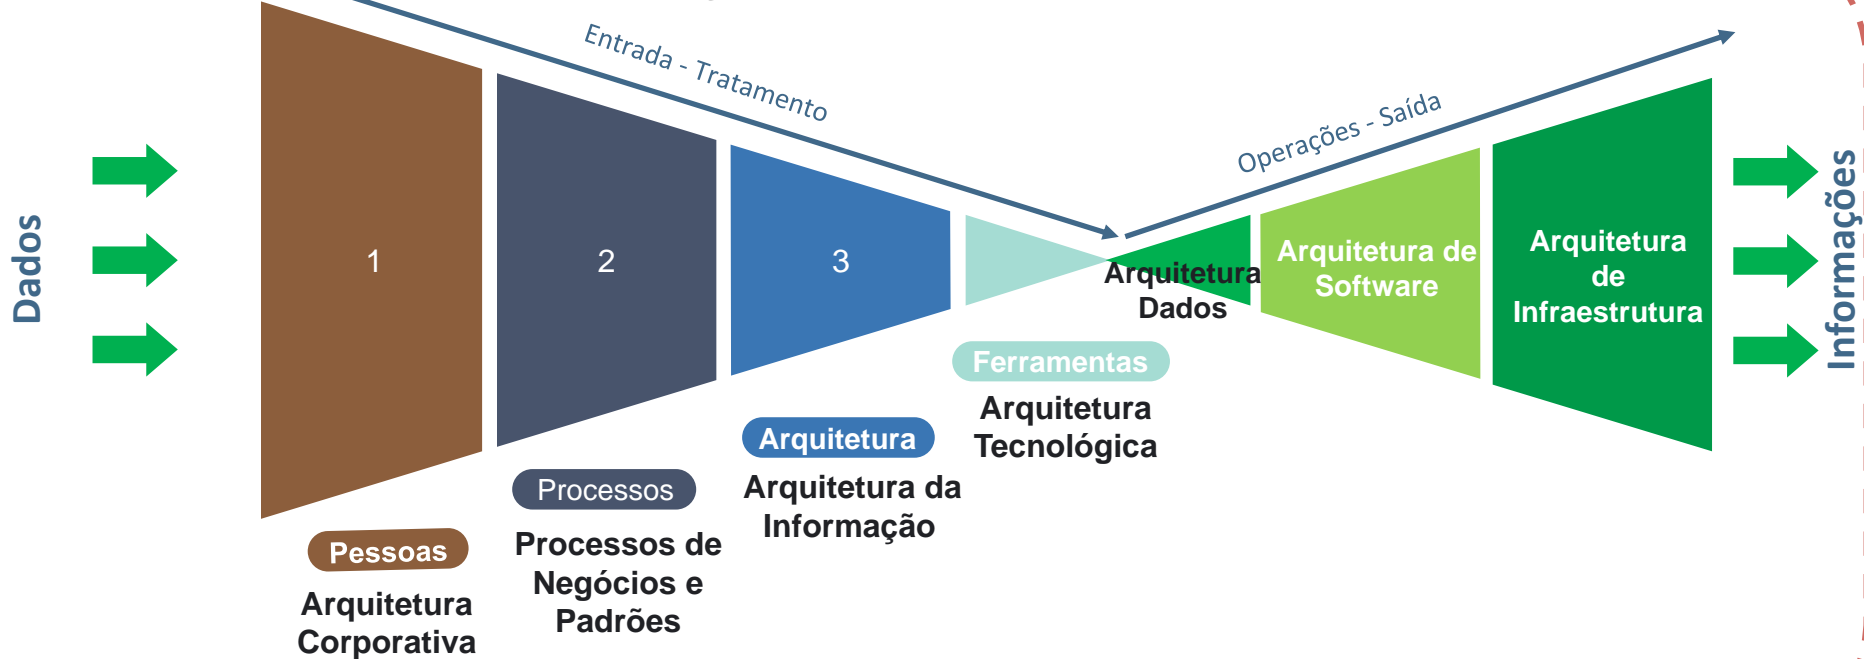 Entrada - Tratamento
Operações - Saída
Dados
1
2
3
Arquitetura
Dados
Arquitetura de
Software
Arquitetura
de
Infraestrutura
Informações
Ferramentas
Arquitetura
Tecnológica
Arquitetura
Arquitetura da
Informação
Processos
Processos de
Negócios e
Padrões
Pessoas
Arquitetura
Corporativa